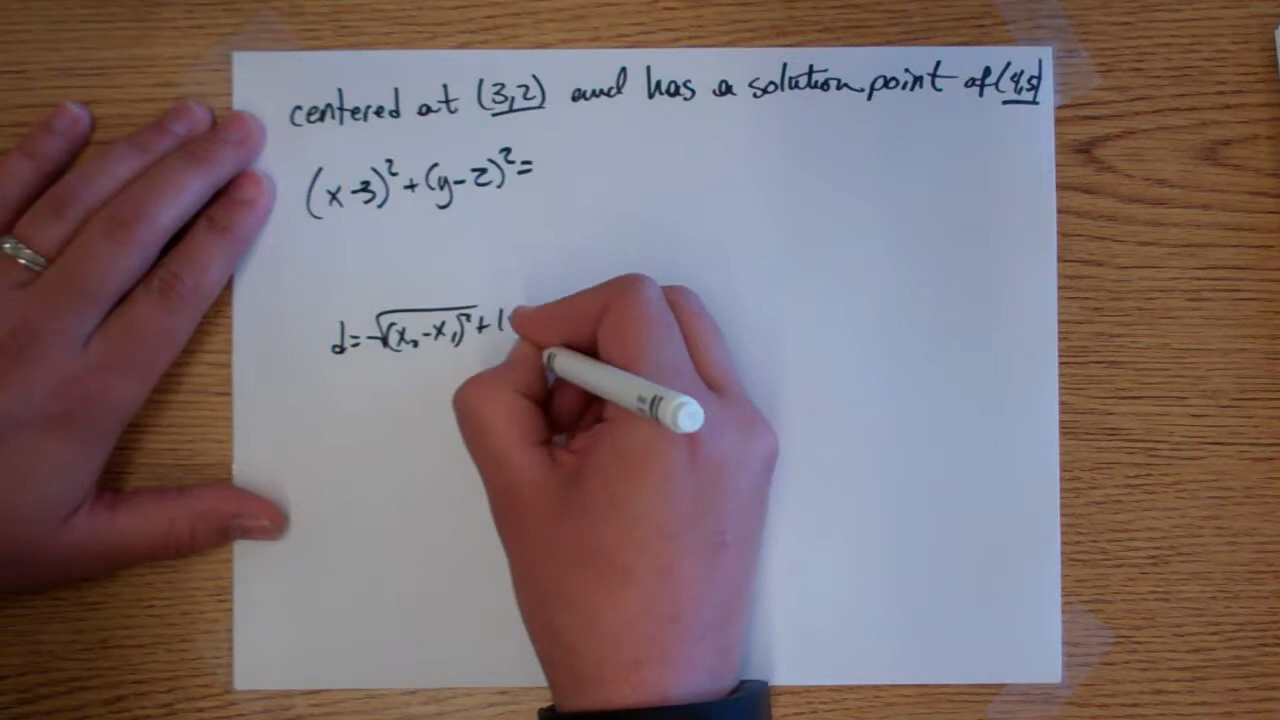 centered at (3,2) and has a solution point of (4,5)
(x-3)²+(y-2)²=
d=√(x₂-x₁)²+(